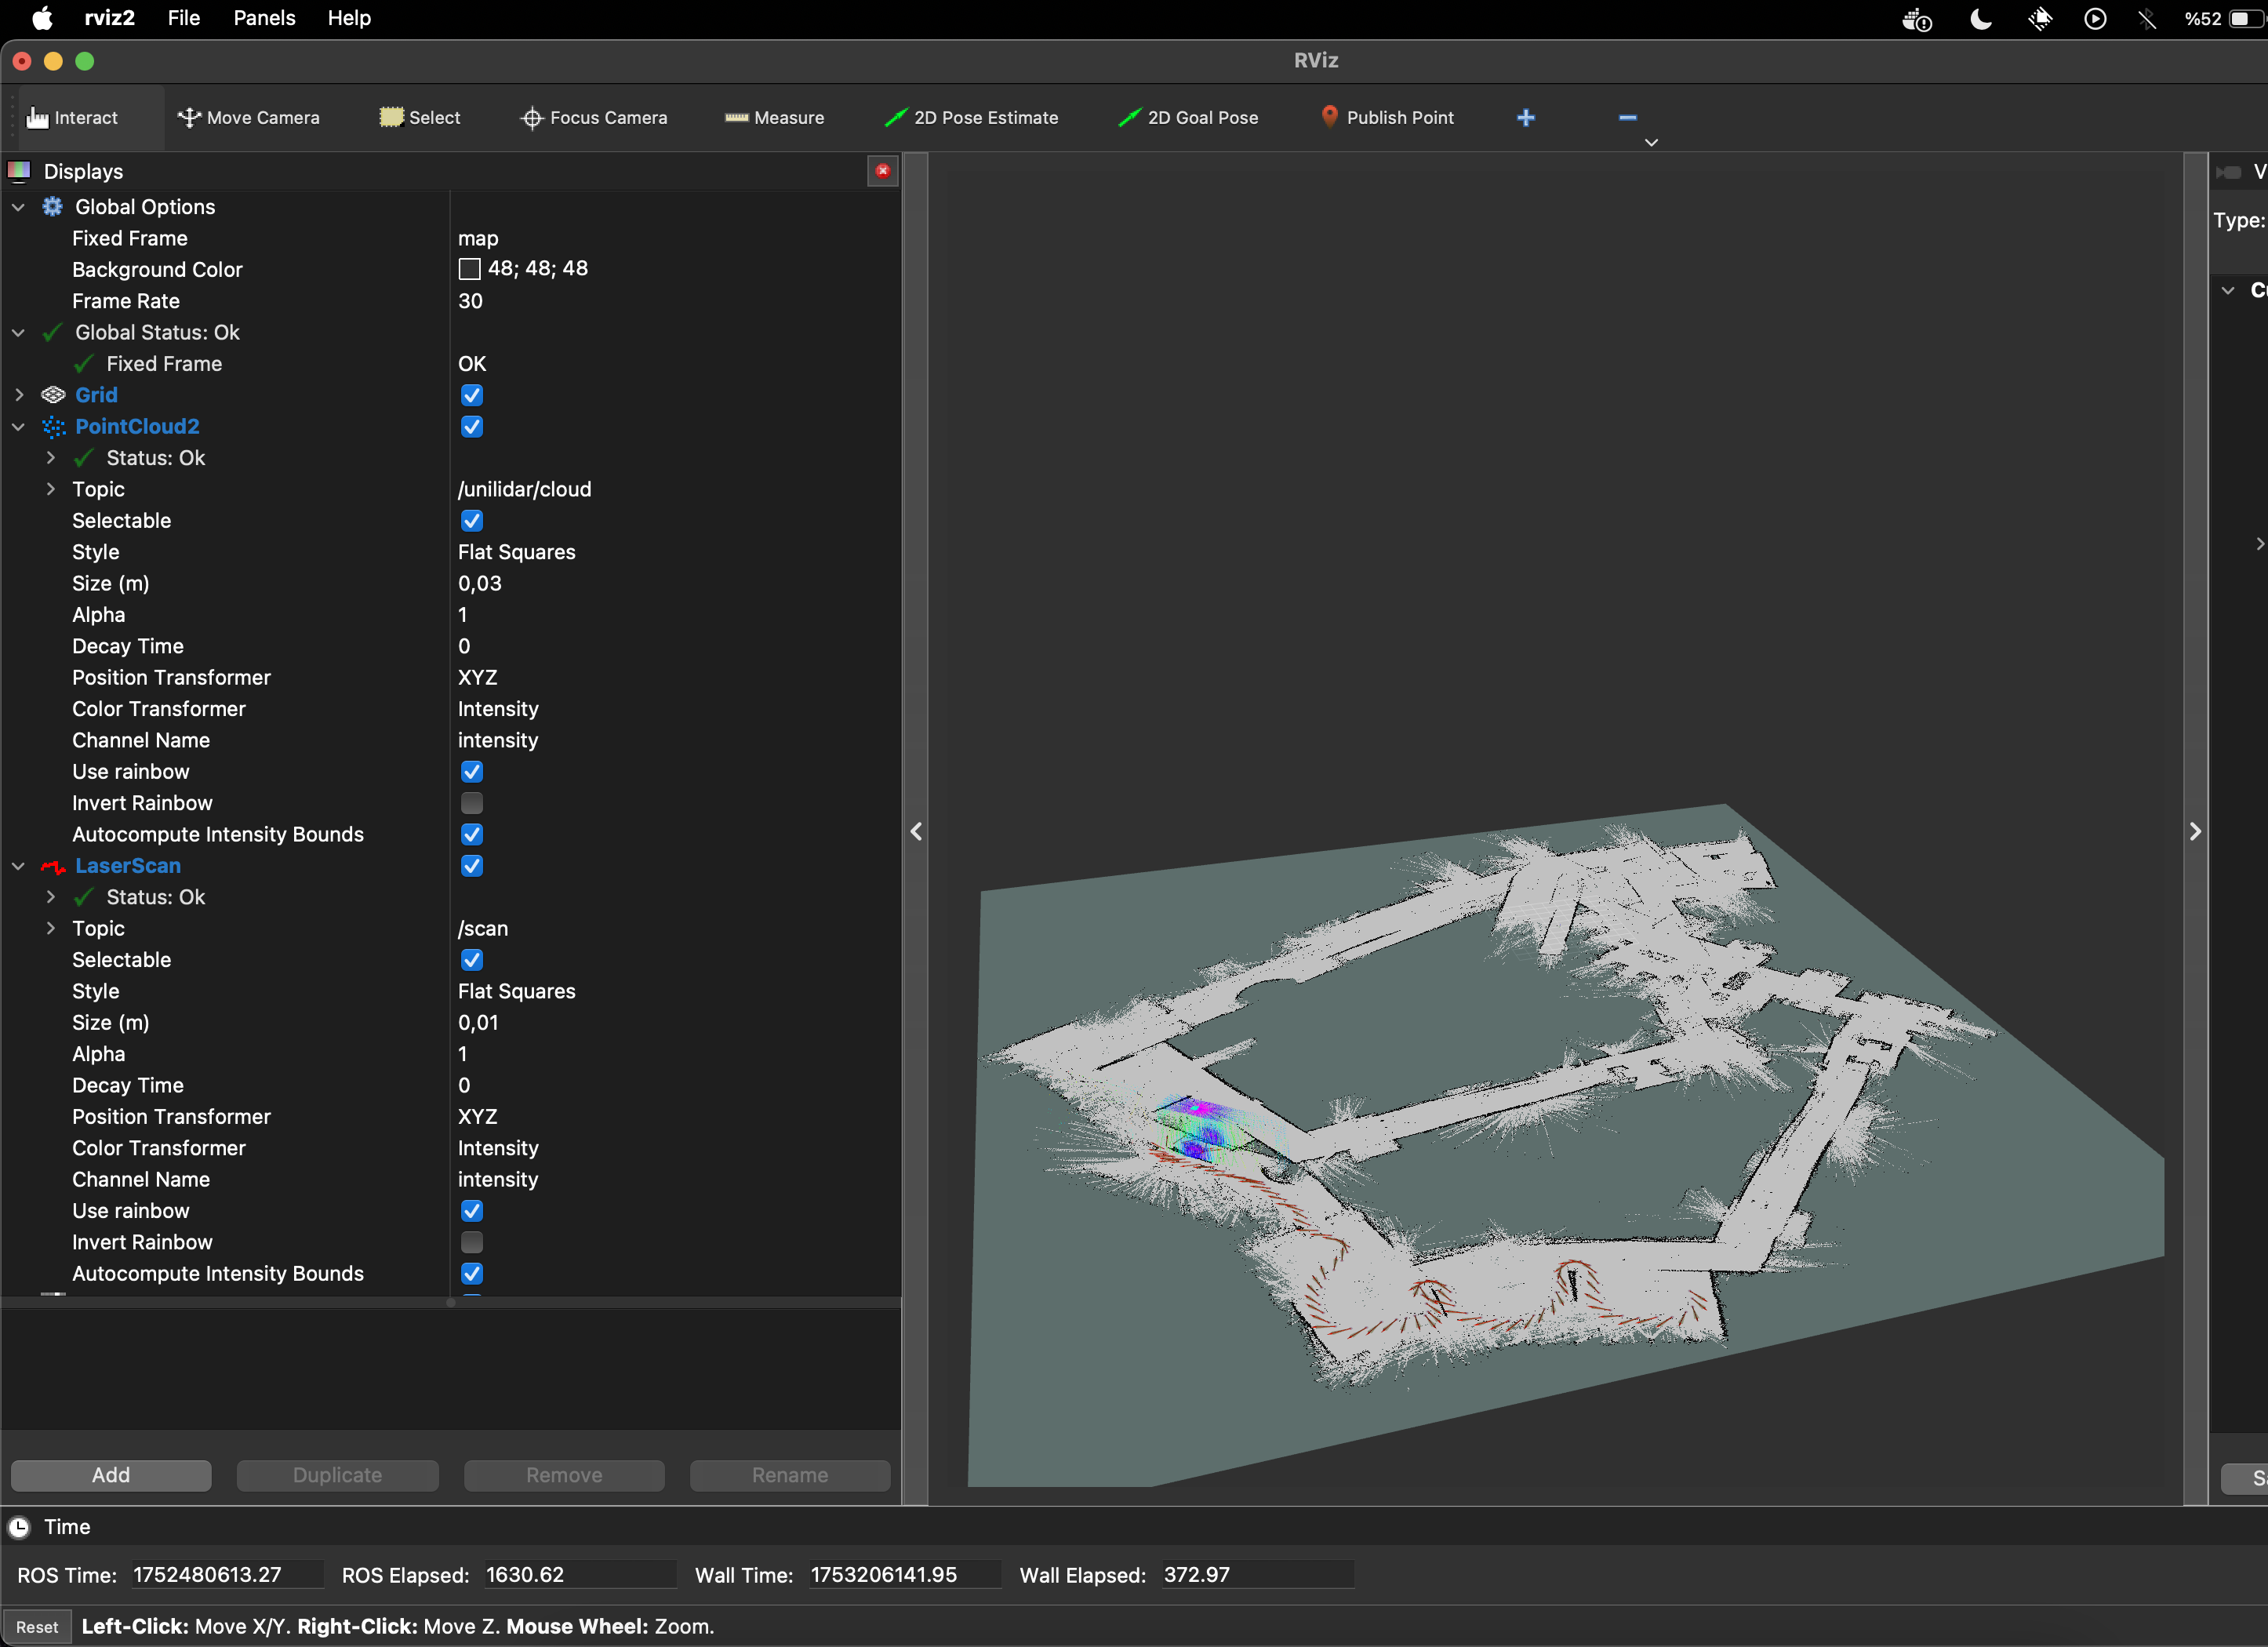 rviz2 File Panels Help %52
RViz
Interact Move Camera Select Focus Camera Measure 2D Pose Estimate 2D Goal Pose Publish Point
Displays
Global Options
Fixed Frame map
Background Color 48; 48; 48
Frame Rate 30
Global Status: Ok
Fixed Frame OK
Grid
PointCloud2
Status: Ok
Topic /unilidar/cloud
Selectable
Style Flat Squares
Size (m) 0,03
Alpha 1
Decay Time 0
Position Transformer XYZ
Color Transformer Intensity
Channel Name intensity
Use rainbow
Invert Rainbow
Autocompute Intensity Bounds
LaserScan
Status: Ok
Topic /scan
Selectable
Style Flat Squares
Size (m) 0,01
Alpha 1
Decay Time 0
Position Transformer XYZ
Color Transformer Intensity
Channel Name intensity
Use rainbow
Invert Rainbow
Autocompute Intensity Bounds
Add Duplicate Remove Rename
Type:
Time
ROS Time: 1752480613.27 ROS Elapsed: 1630.62 Wall Time: 1753206141.95 Wall Elapsed: 372.97
Reset Left-Click: Move X/Y. Right-Click: Move Z. Mouse Wheel: Zoom.